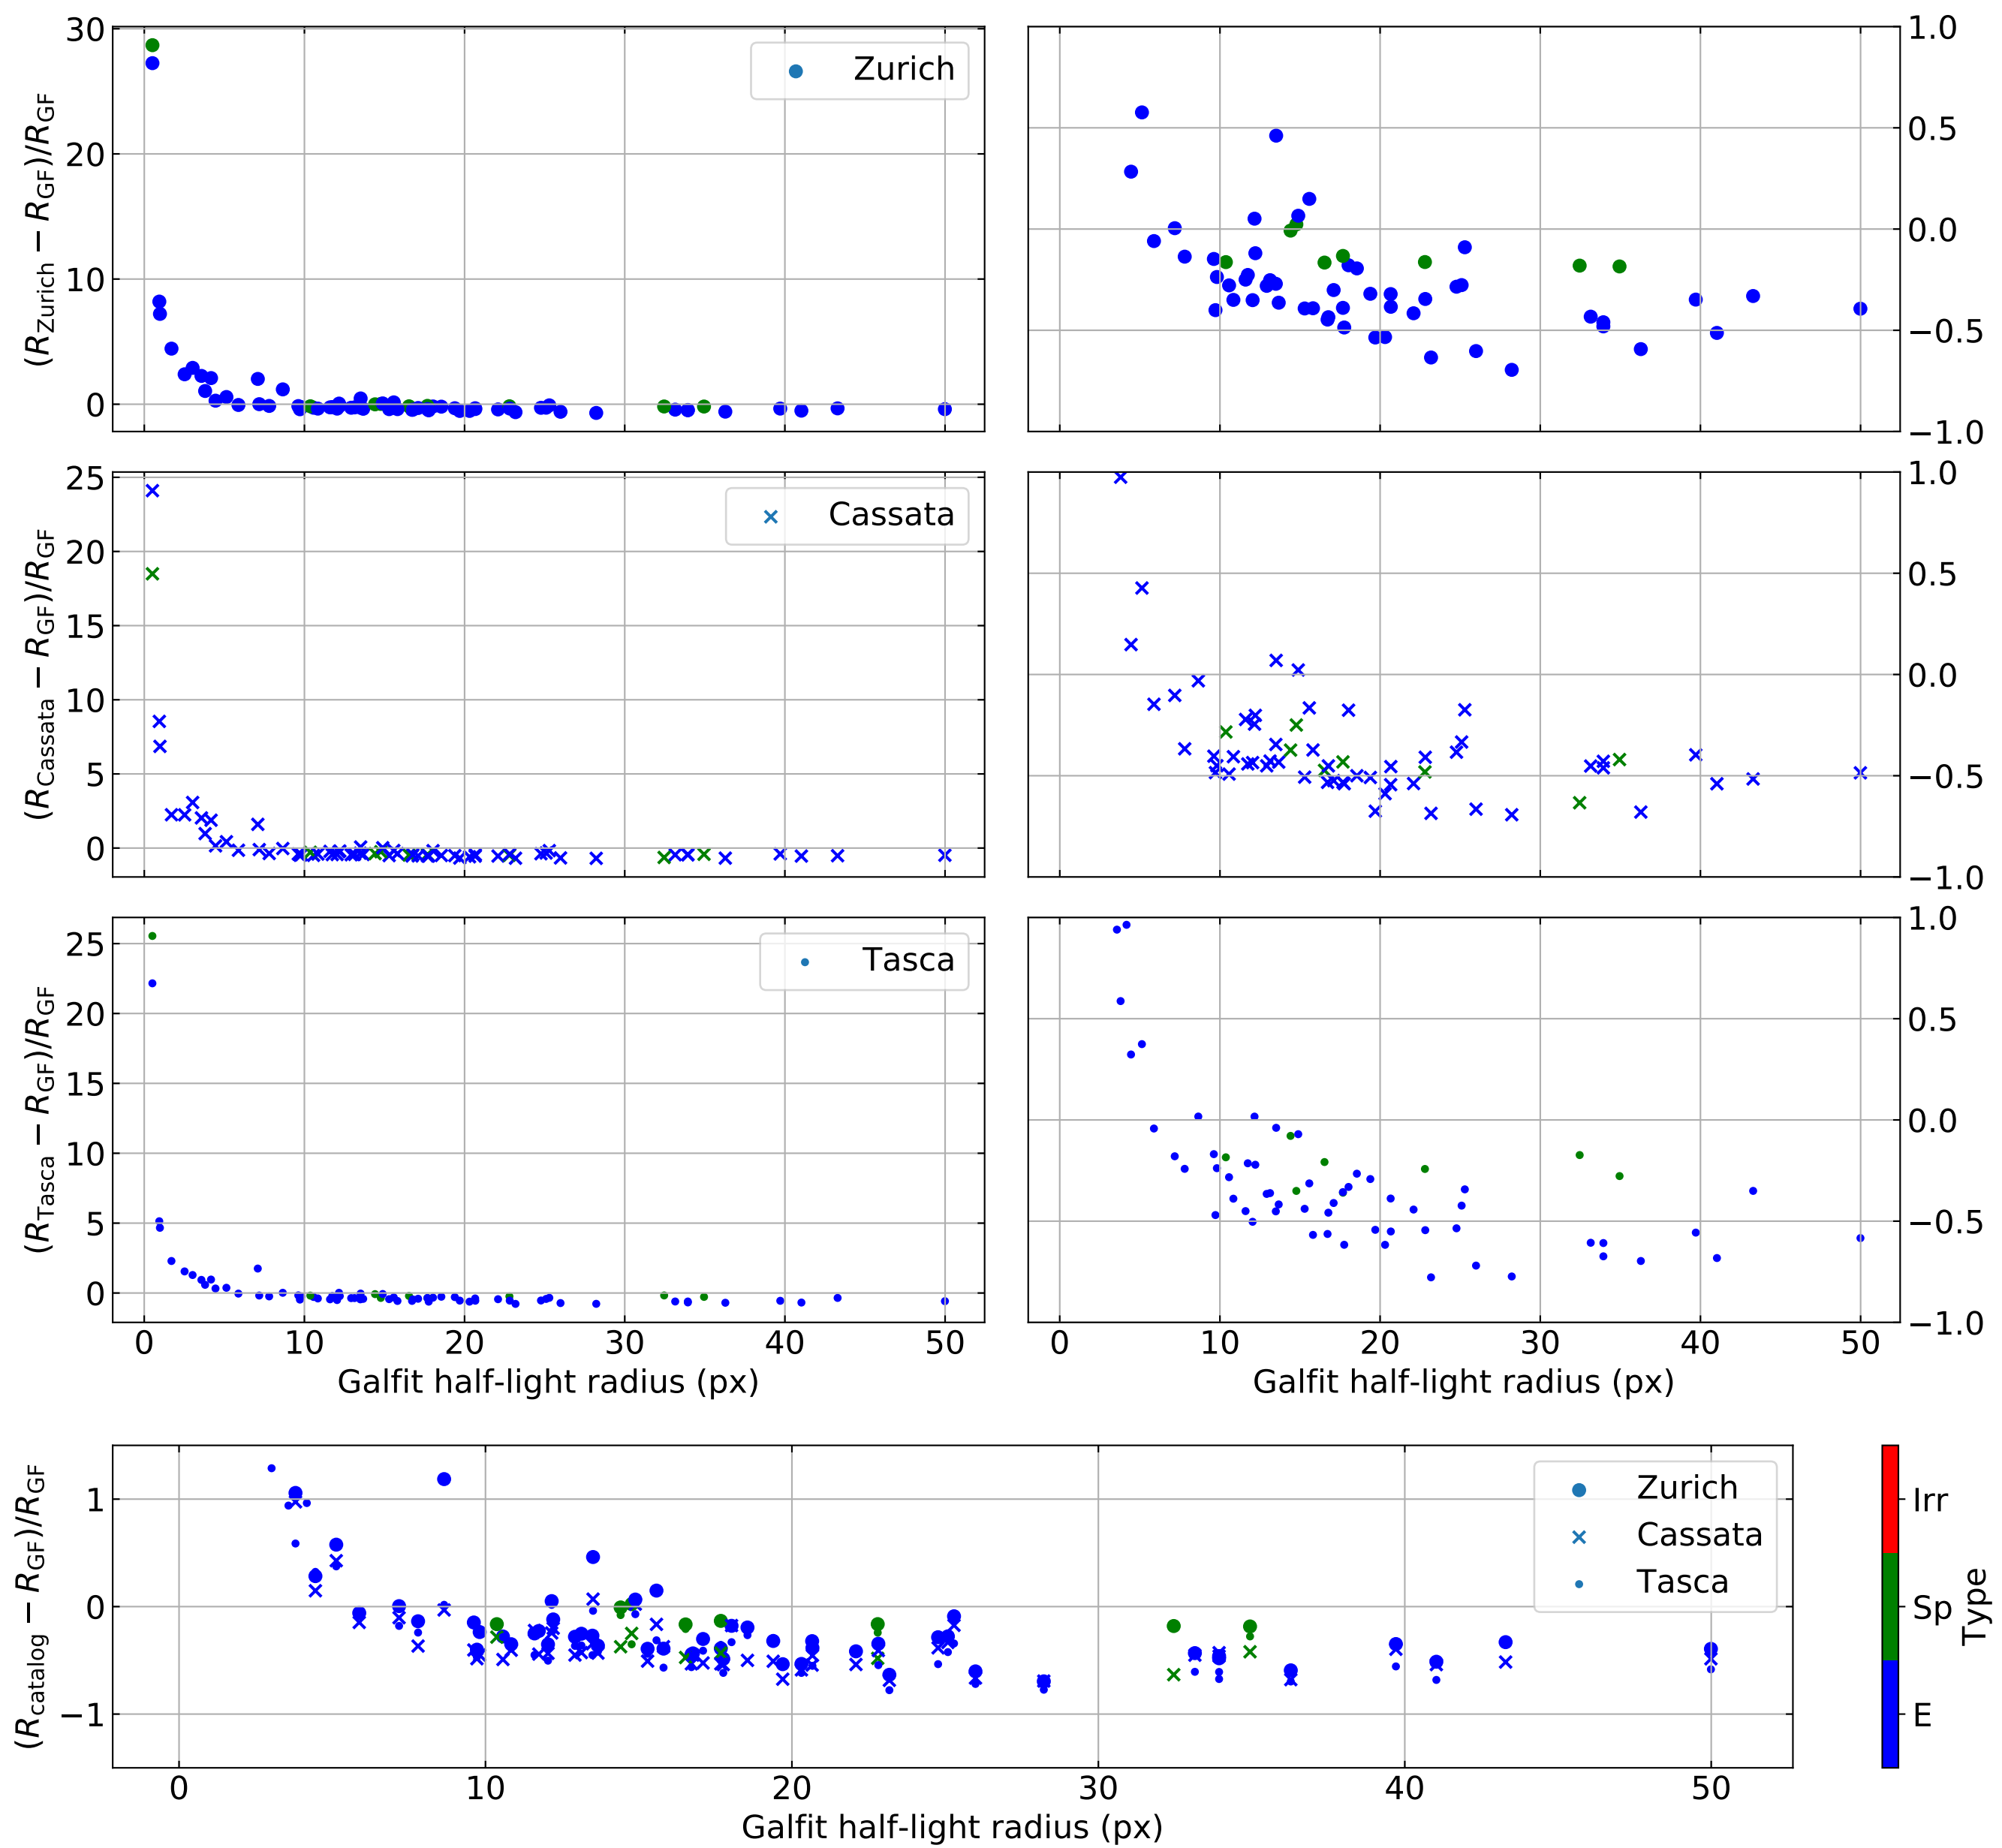 30
20
10
0
(R_Zurich − R_GF)/R_GF
Zurich
1.0
0.5
0.0
−0.5
−1.0
25
20
15
10
5
0
(R_Cassata − R_GF)/R_GF
Cassata
1.0
0.5
0.0
−0.5
−1.0
25
20
15
10
5
0
(R_Tasca − R_GF)/R_GF
Tasca
0 10 20 30 40 50
Galfit half-light radius (px)
1.0
0.5
0.0
−0.5
−1.0
0 10 20 30 40 50
Galfit half-light radius (px)
1
0
−1
(R_catalog − R_GF)/R_GF
Zurich
Cassata
Tasca
0 10 20 30 40 50
Galfit half-light radius (px)
Irr
Sp
E
Type